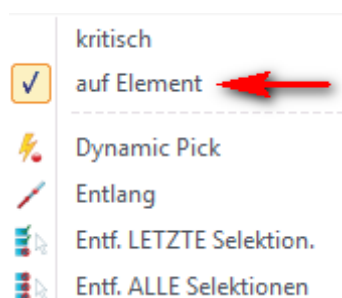 kritisch
auf Element
Dynamic Pick
Entlang
Entf. LETZTE Selektion.
Entf. ALLE Selektionen